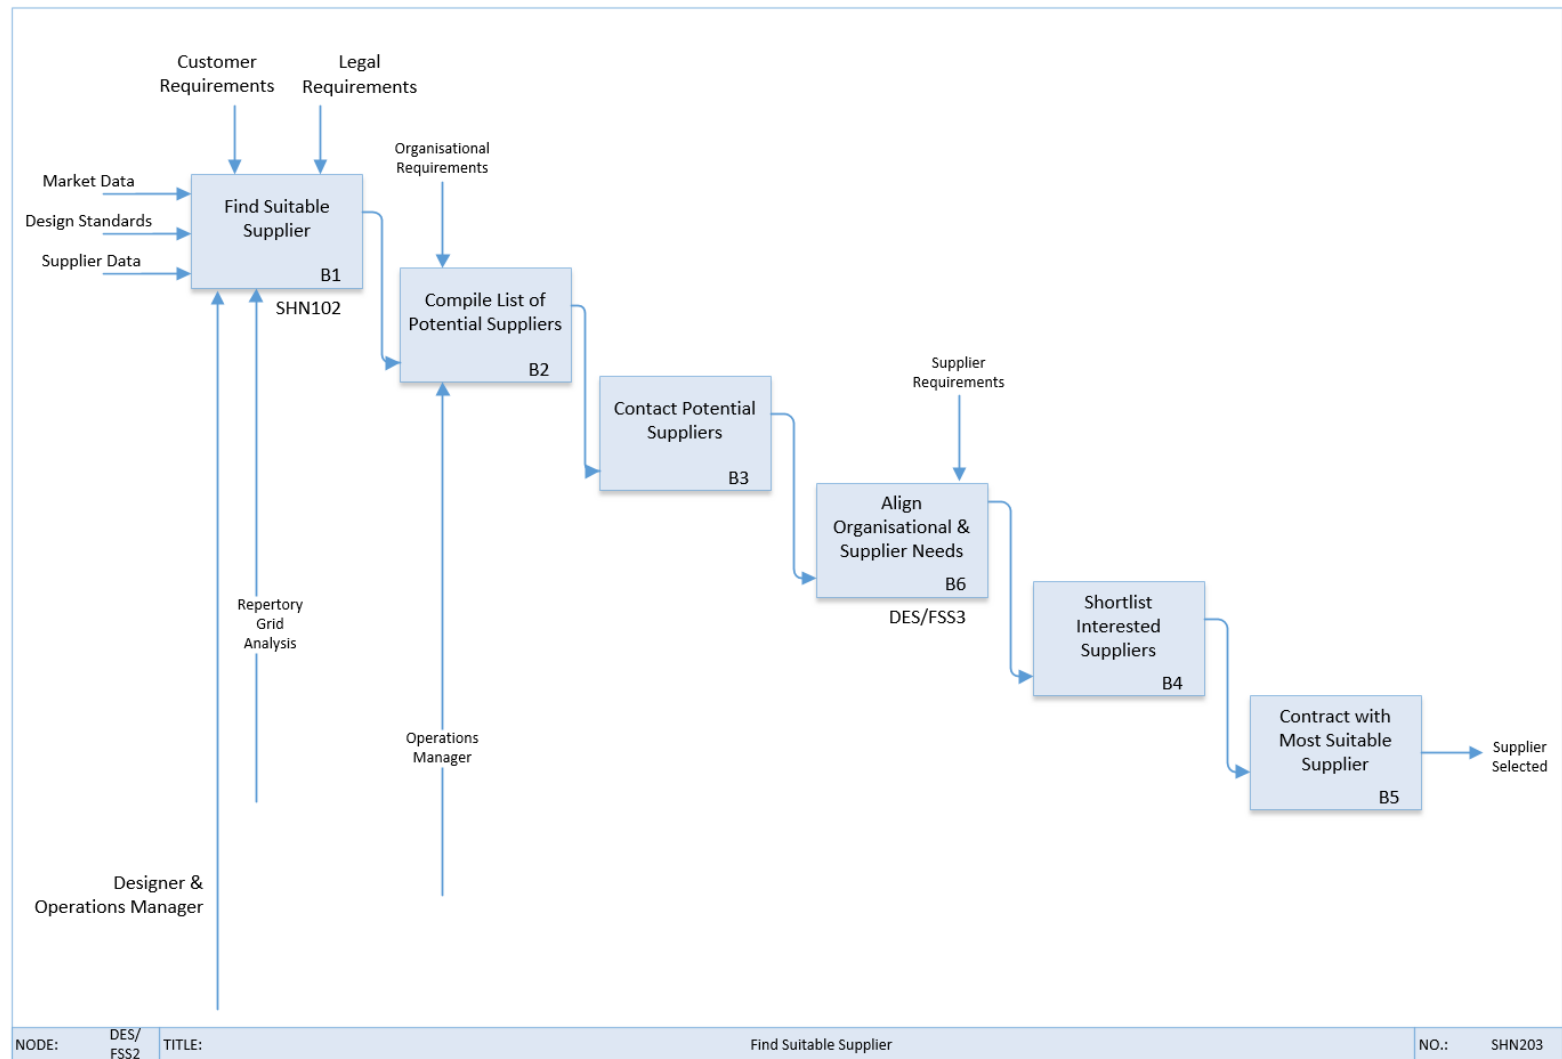 Customer
Requirements
Legal
Requirements
Organisational
Requirements
Market Data
Design Standards
Supplier Data
Find Suitable
Supplier
B1
SHN102
Compile List of
Potential Suppliers
B2
Contact Potential
Suppliers
B3
Supplier
Requirements
Align
Organisational &
Supplier Needs
B6
DES/FSS3
Shortlist
Interested
Suppliers
B4
Contract with
Most Suitable
Supplier
B5
Supplier
Selected
Repertory
Grid
Analysis
Operations
Manager
Designer &
Operations Manager
NODE:
DES/
FSS2
TITLE:
Find Suitable Supplier
NO.:
SHN203